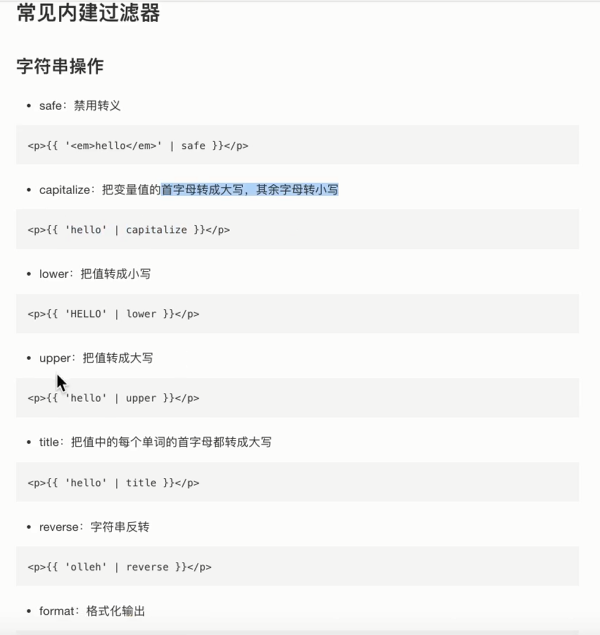 常见内建过滤器
字符串操作
• safe：禁用转义
<p>{{ '<em>hello</em>' | safe }}</p>
• capitalize：把变量值的首字母转成大写，其余字母转小写
<p>{{ 'hello' | capitalize }}</p>
• lower：把值转成小写
<p>{{ 'HELLO' | lower }}</p>
• upper：把值转成大写
<p>{{ 'hello' | upper }}</p>
• title：把值中的每个单词的首字母都转成大写
<p>{{ 'hello' | title }}</p>
• reverse：字符串反转
<p>{{ 'olleh' | reverse }}</p>
• format：格式化输出